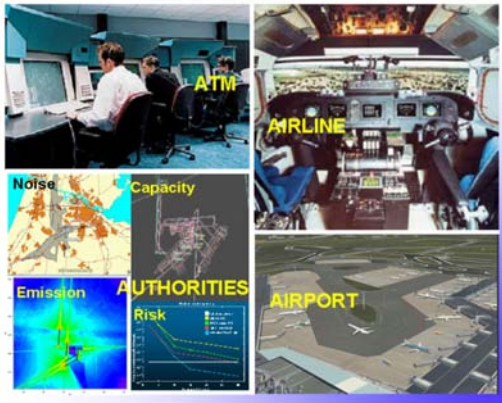 ATM
AIRLINE
Noise
Capacity
Emission
AUTHORITIES
Risk
AIRPORT